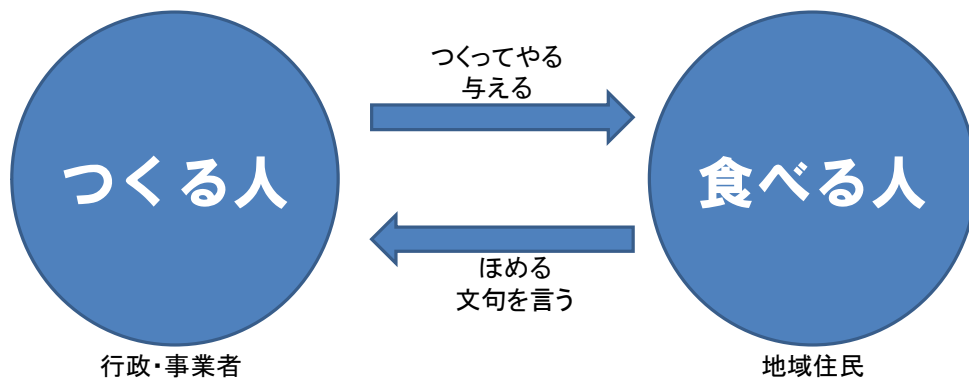 つくってやる
与える
つくる人
食べる人
ほめる
文句を言う
行政・事業者
地域住民